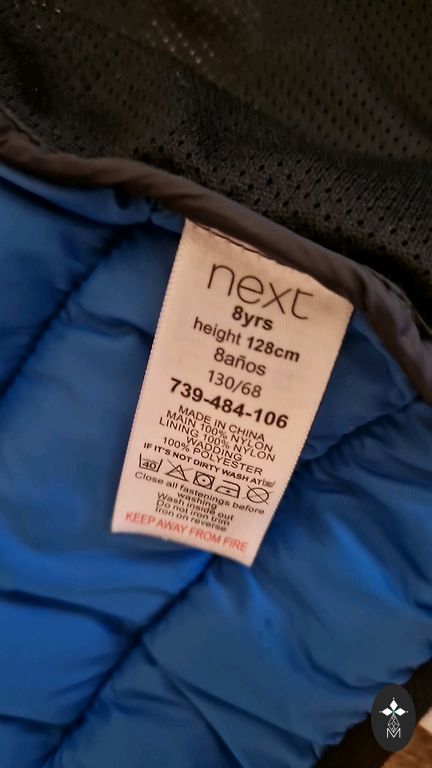 next
8yrs
height 128cm
8años
130/68
739-484-106
MADE IN CHINA
MAIN 100% NYLON
LINING 100% NYLON
WADDING
100% POLYESTER
IF IT'S NOT DIRTY WASH AT
40
Close all fastenings before
washing
Wash inside out
Do not iron trim
Iron on reverse
KEEP AWAY FROM FIRE